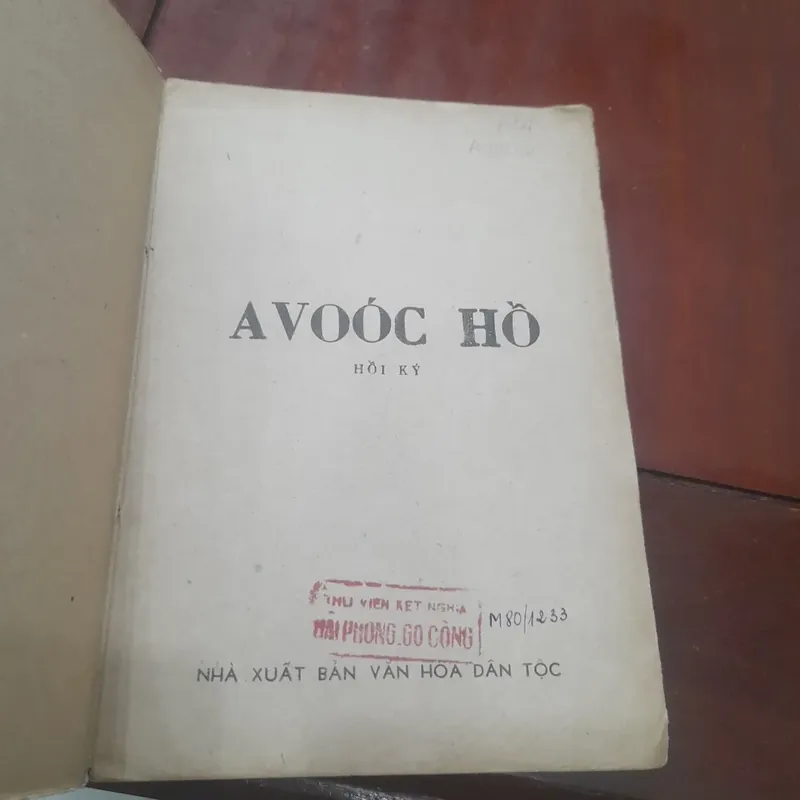 AVOÓC HỒ
HỒI KÝ
THƯ VIỆN KẾT NGHĨA
HẢI PHÒNG.GÒ CÔNG
M80/1233
NHÀ XUẤT BẢN VĂN HÓA DÂN TỘC